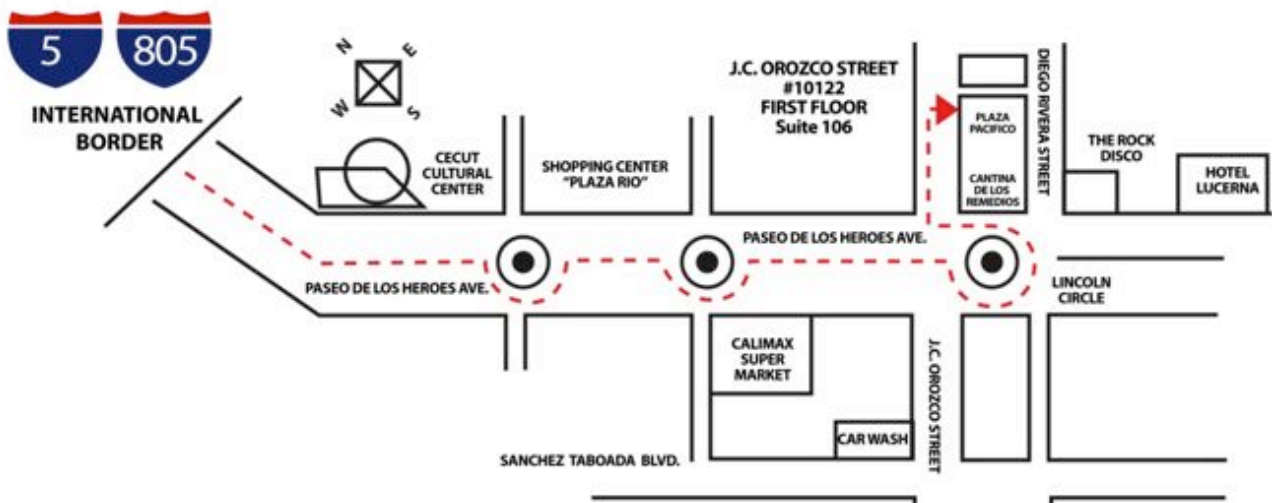 5
805
INTERNATIONAL
BORDER
N
E
W
S
CECUT
CULTURAL
CENTER
SHOPPING CENTER
"PLAZA RIO"
J.C. OROZCO STREET
#10122
FIRST FLOOR
Suite 106
PLAZA
PACIFICO
CANTINA
DE LOS
REMEDIOS
DIEGO RIVERA STREET
THE ROCK
DISCO
HOTEL
LUCERNA
PASEO DE LOS HEROES AVE.
PASEO DE LOS HEROES AVE.
LINCOLN
CIRCLE
CALIMAX
SUPER
MARKET
CAR WASH
J.C. OROZCO STREET
SANCHEZ TABOADA BLVD.